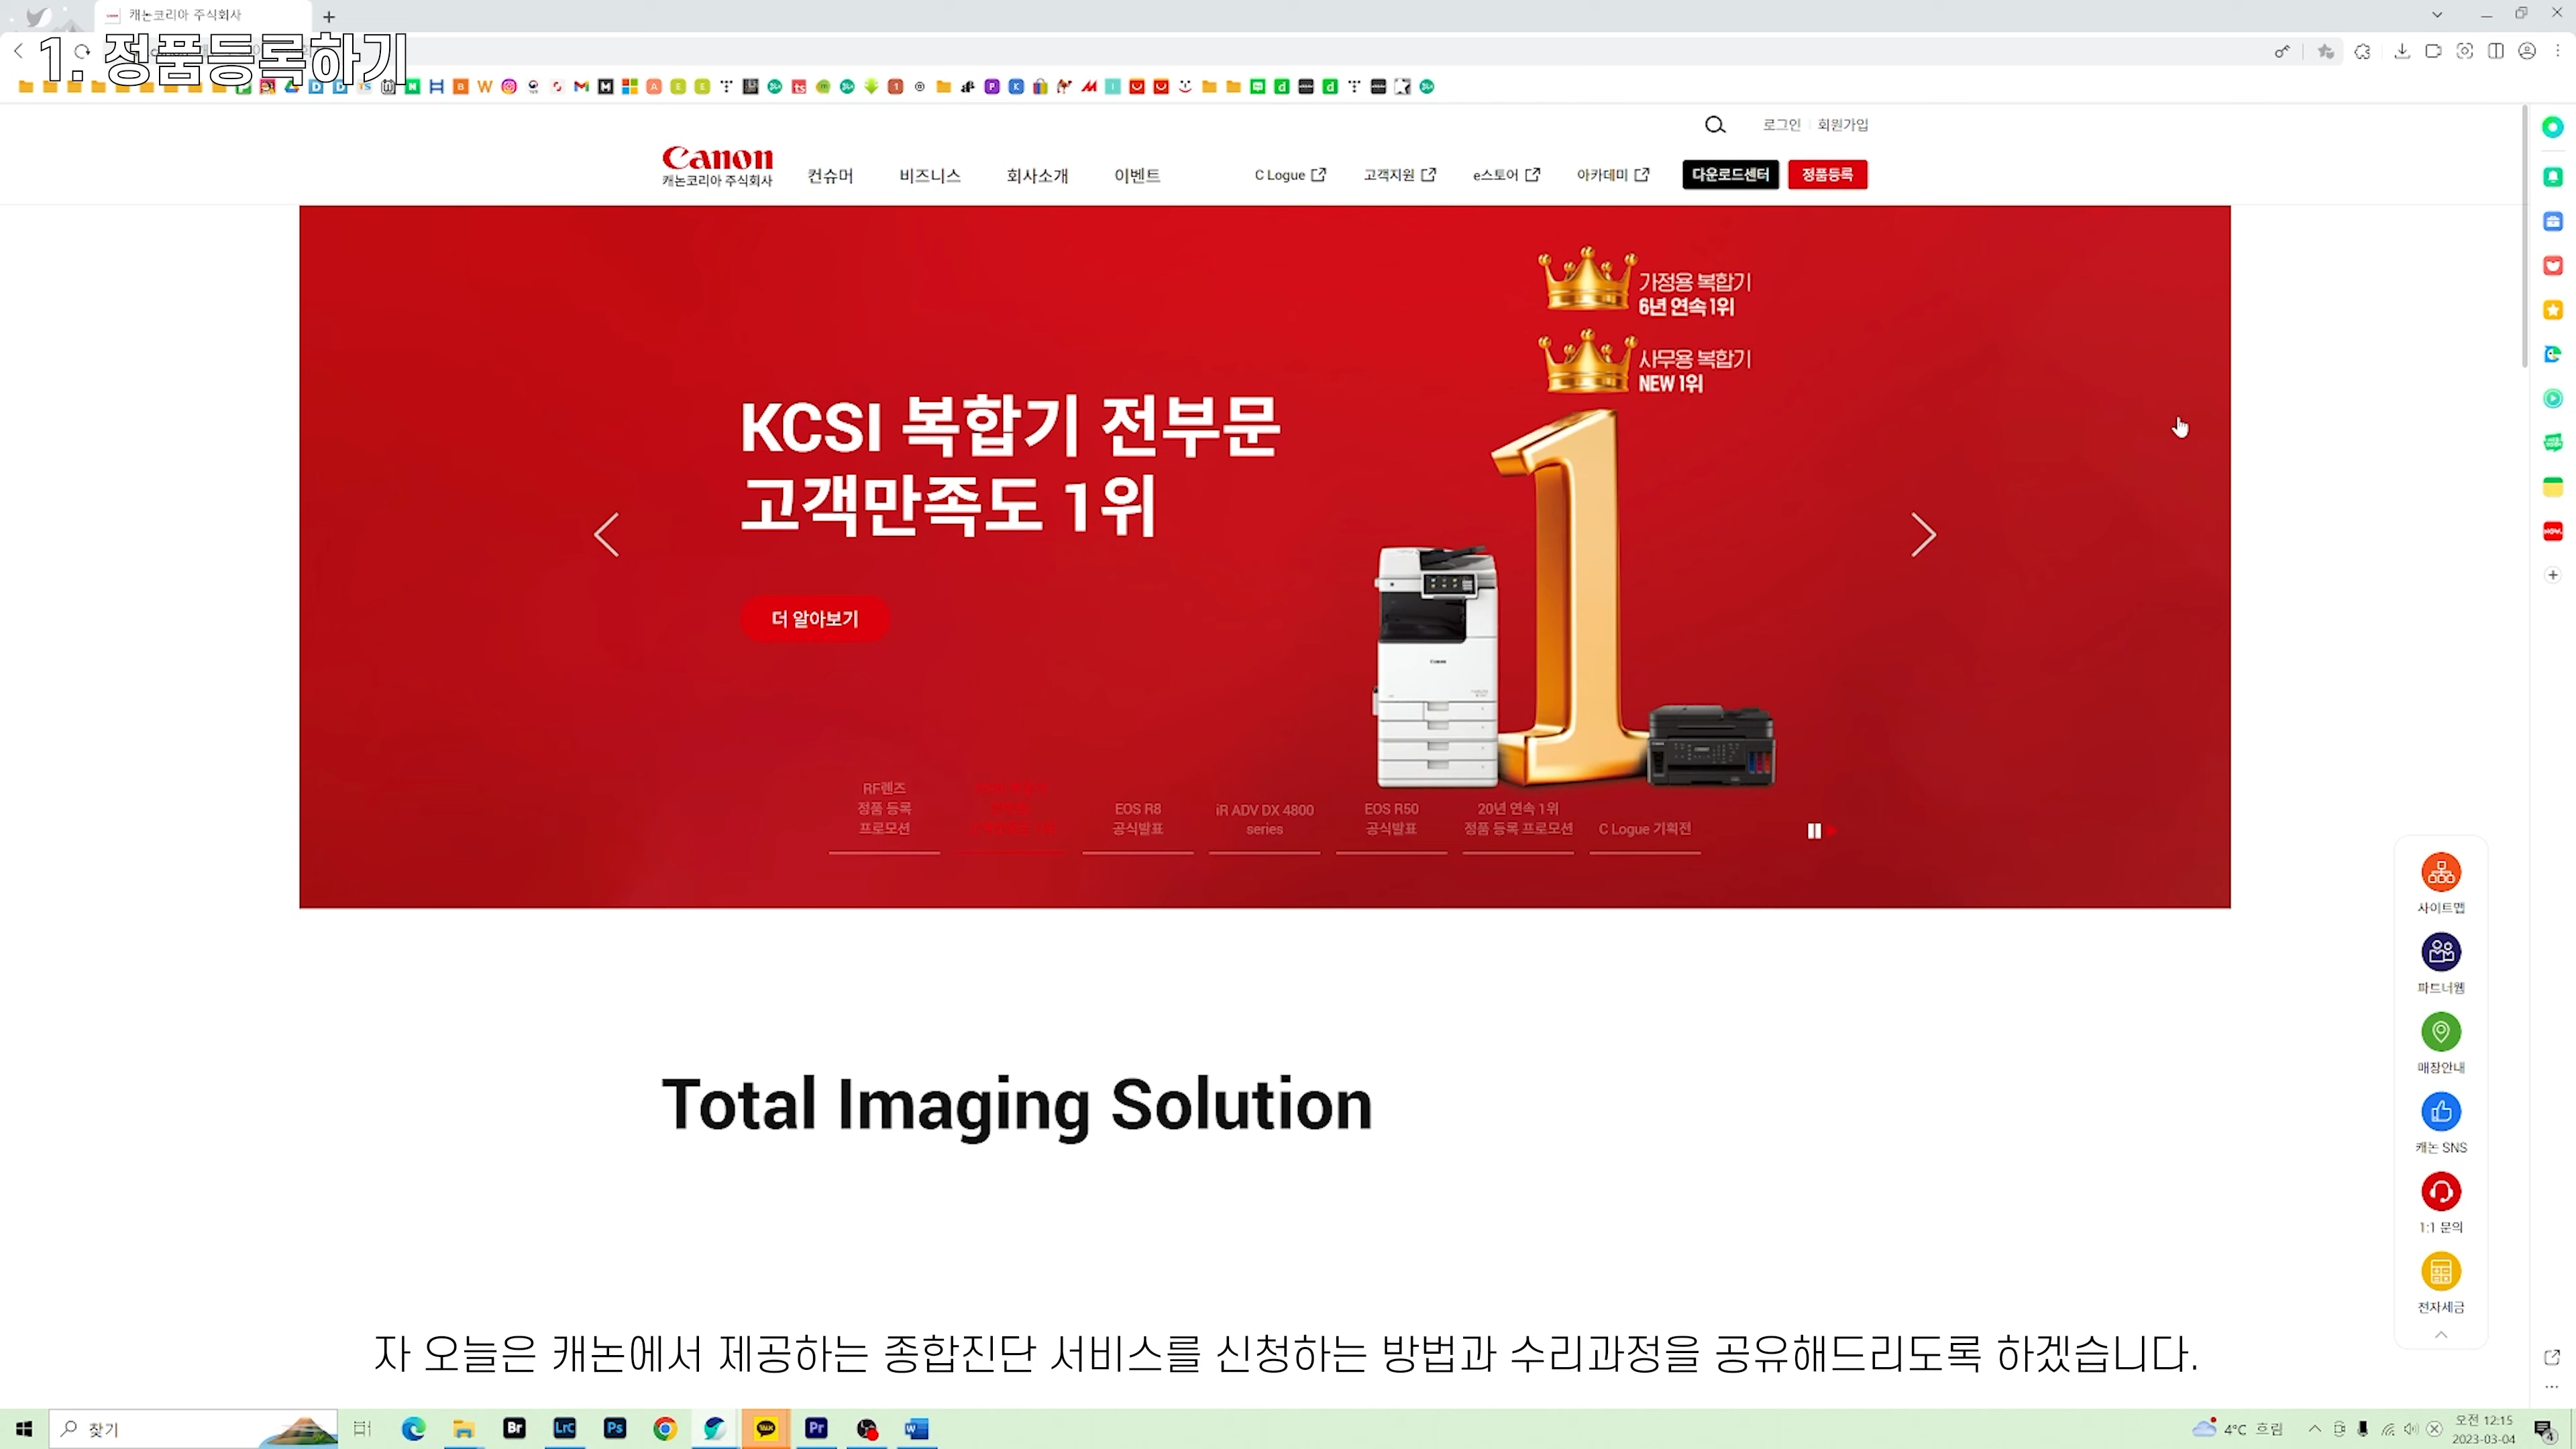 캐논코리아 주식회사
1. 정품등록하기
로그인 회원가입
Canon
캐논코리아 주식회사
컨슈머 비즈니스 회사소개 이벤트 C Logue 고객지원 e스토어 아카데미 다운로드센터 정품등록
가정용 복합기
6년 연속 1위
사무용 복합기
NEW 1위
KCSI 복합기 전부문
고객만족도 1위
더 알아보기
1
Canon
RF렌즈
정품 등록
프로모션
EOS R8
공식발표
iR ADV DX 4800
series
EOS R50
공식발표
20년 연속 1위
정품 등록 프로모션
C Logue 기획전
사이트맵
파트너웹
매장안내
캐논 SNS
1:1 문의
전자세금
Total Imaging Solution
자 오늘은 캐논에서 제공하는 종합진단 서비스를 신청하는 방법과 수리과정을 공유해드리도록 하겠습니다.
찾기
Br LrC Ps TALK Pr W
4°C 흐림
오전 12:15
2023-03-04
4